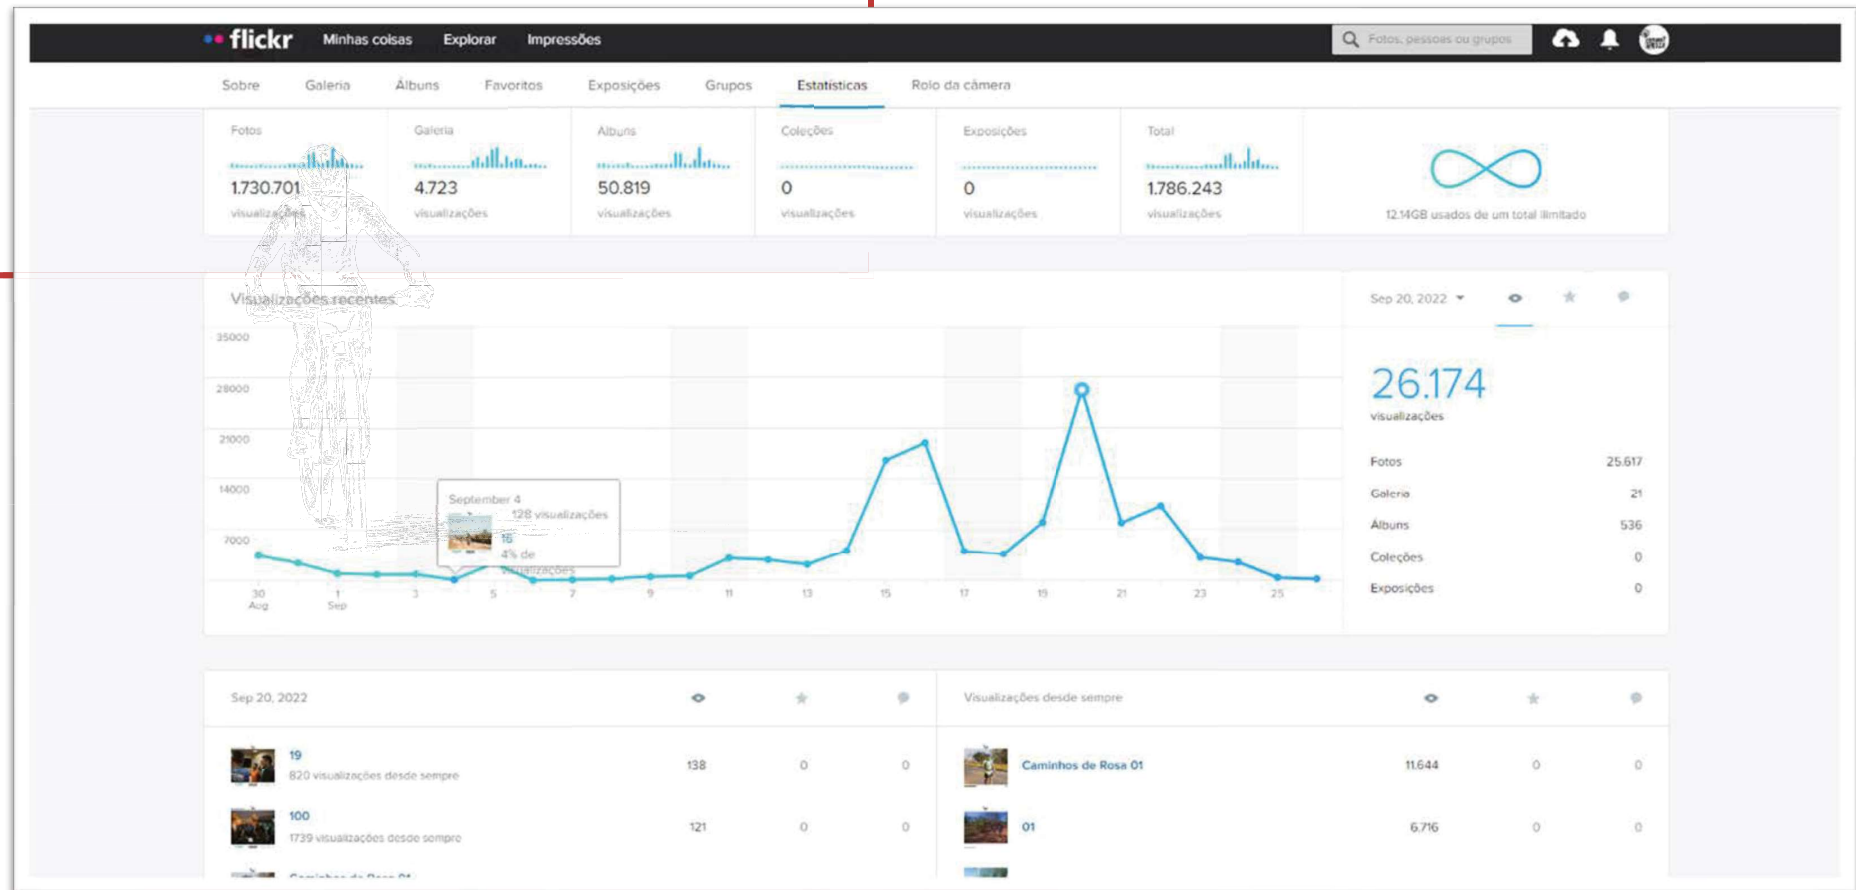 flickr Minhas coisas Explorar Impressões Fotos, pessoas ou grupos
Sobre Galeria Álbuns Favoritos Exposições Grupos Estatísticas Rolo da câmera
Fotos Galeria Álbuns Coleções Exposições Total
1.730.701 4.723 50.819 0 0 1.786.243
visualizações visualizações visualizações visualizações visualizações visualizações 12.14GB usados de um total ilimitado
Visualizações recentes Sep 20, 2022
35000
28000
21000
14000
7000
September 4
128 visualizações
16
4% de
visualizações
30 1 3 5 7 9 11 13 15 17 19 21 23 25
Aug Sep
26.174
visualizações
Fotos 25.617
Galeria 21
Álbuns 536
Coleções 0
Exposições 0
Sep 20, 2022
19 138 0 0
820 visualizações desde sempre
100 121 0 0
1739 visualizações desde sempre
Caminhos de Rosa 01
Visualizações desde sempre
Caminhos de Rosa 01 11.644 0 0
01 6.716 0 0